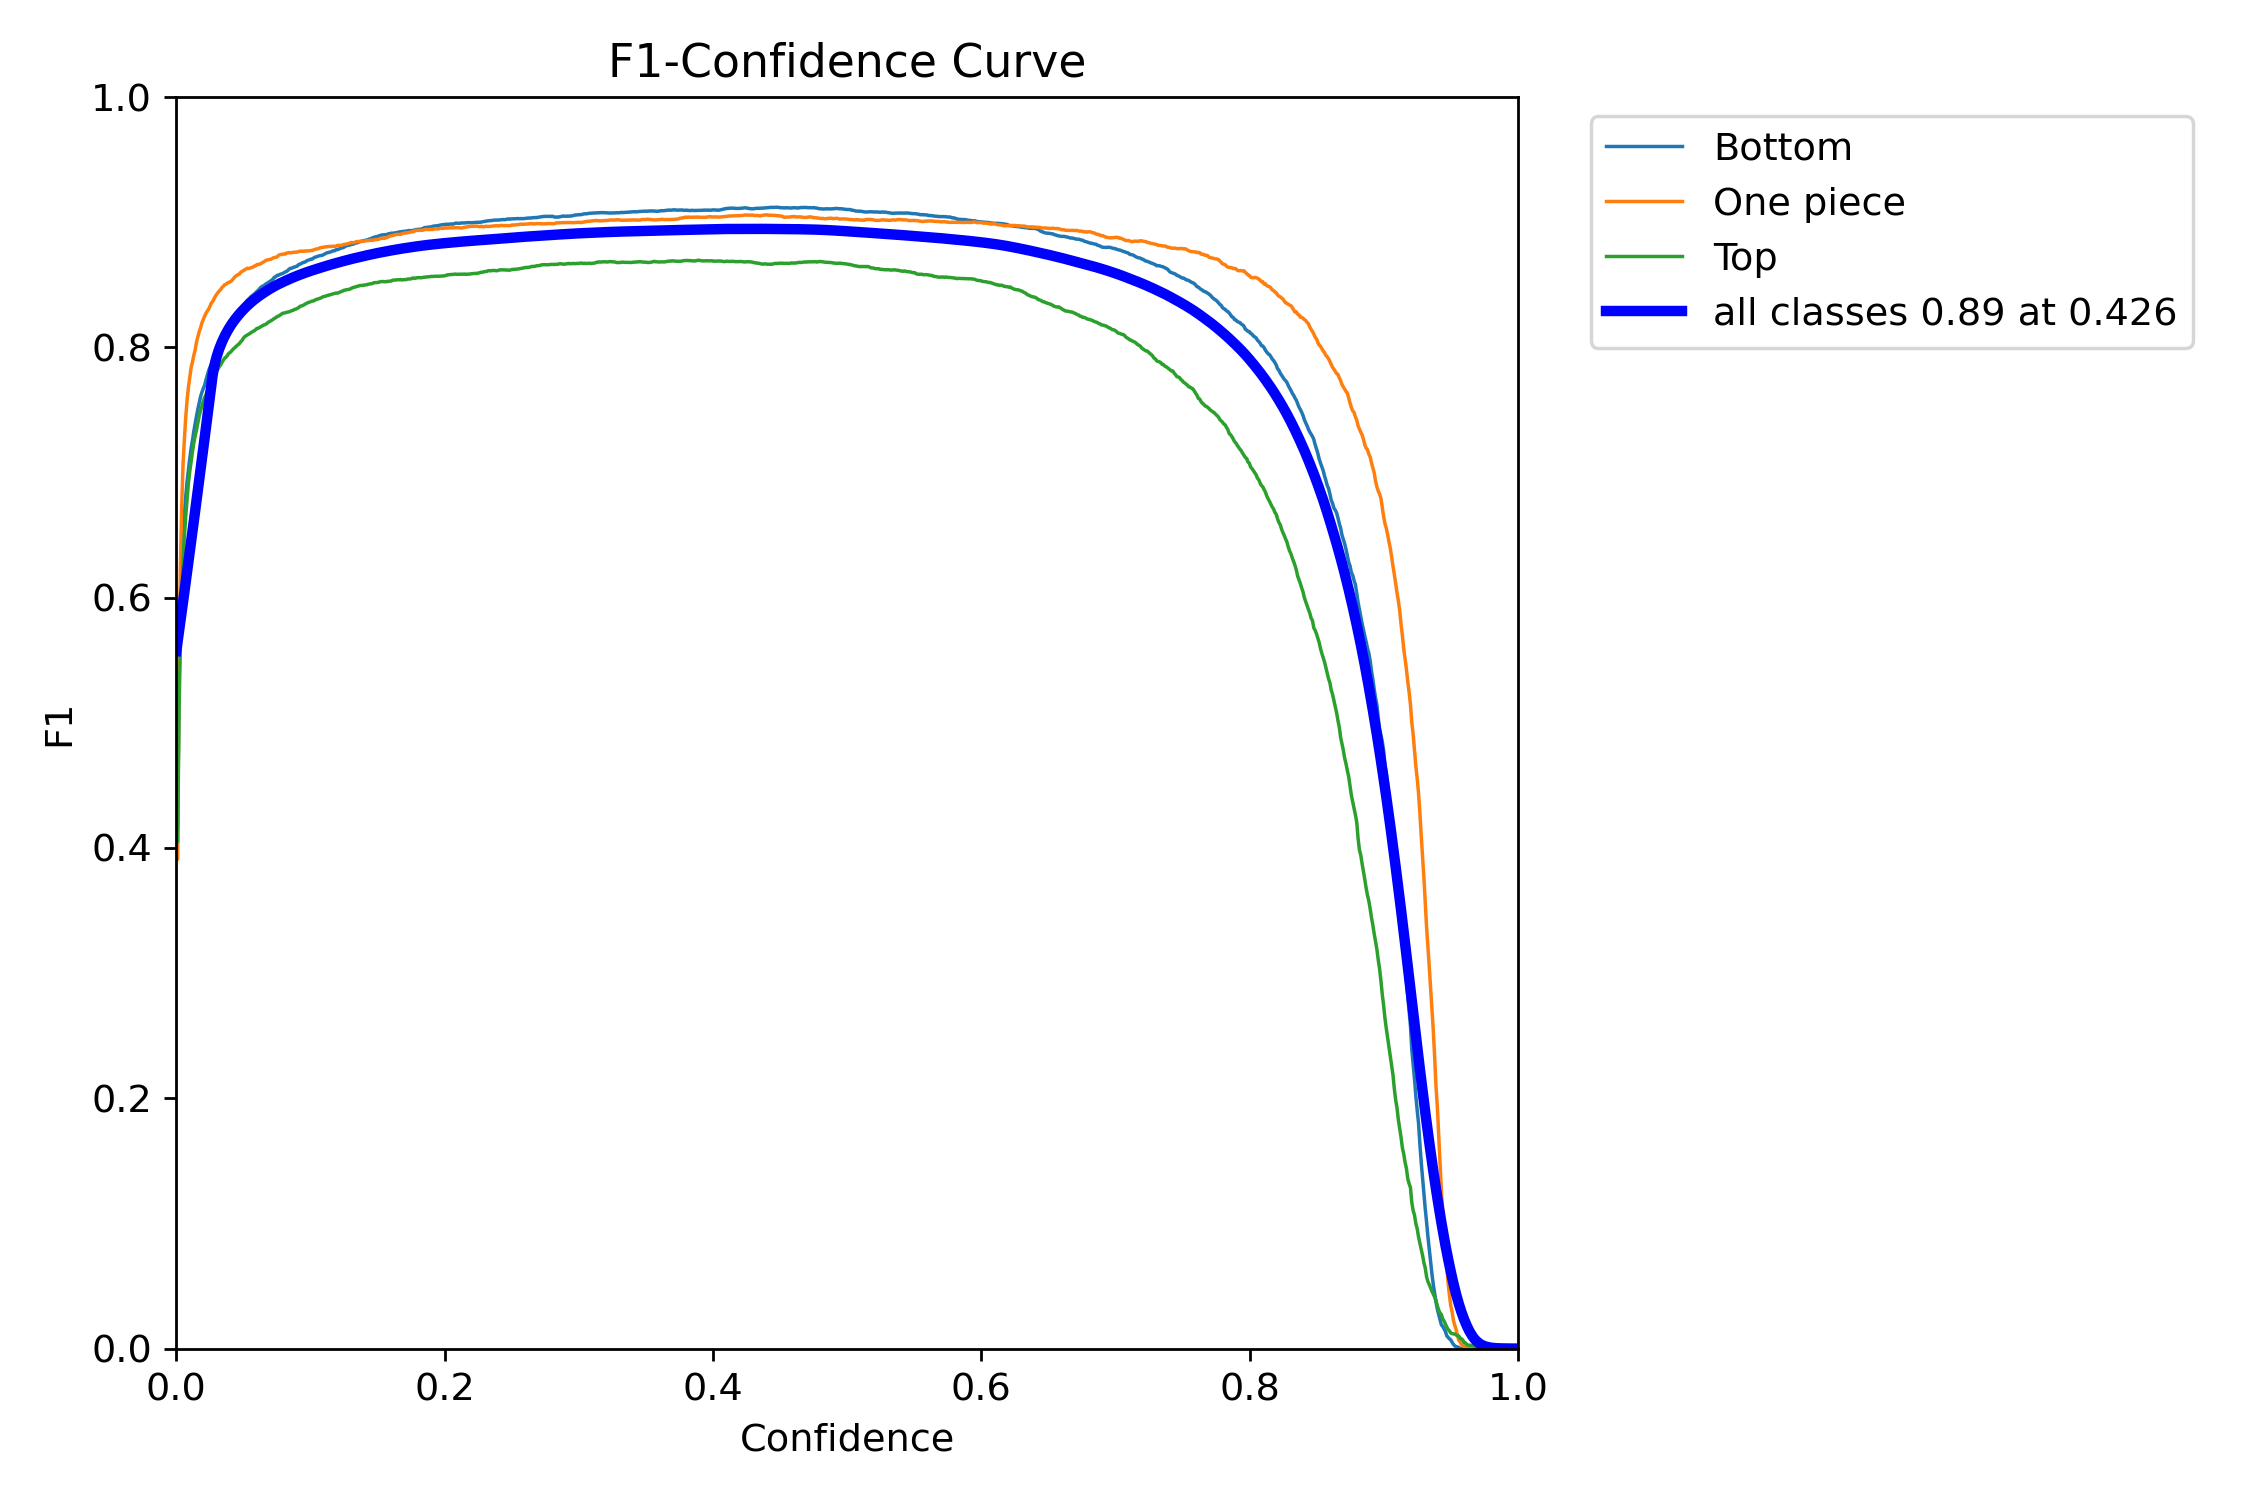 F1-Confidence Curve
1.0
0.8
0.6
0.4
0.2
0.0
F1
0.0 0.2 0.4 0.6 0.8 1.0
Confidence
Bottom
One piece
Top
all classes 0.89 at 0.426